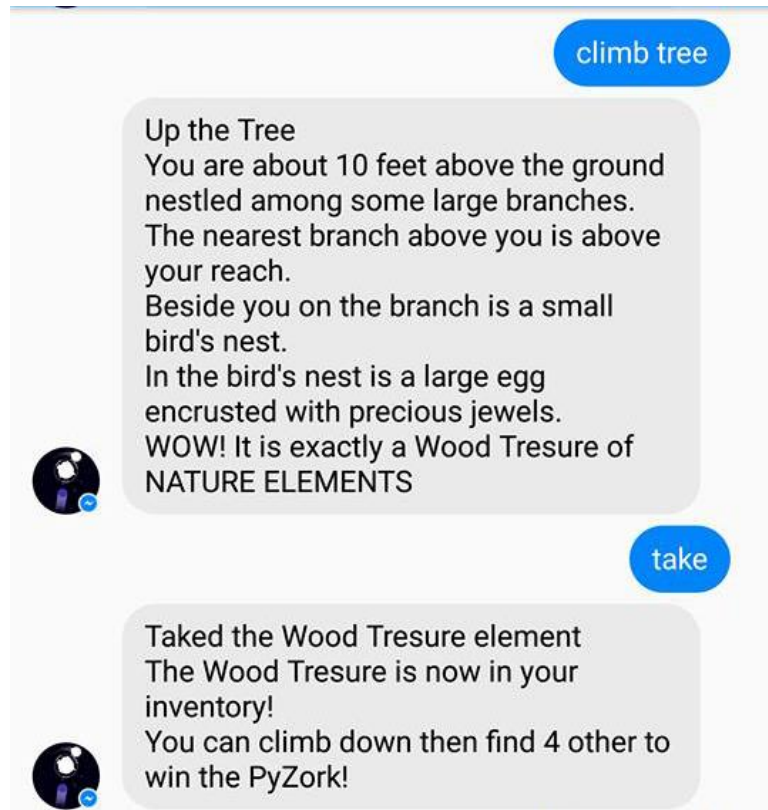 climb tree
Up the Tree
You are about 10 feet above the ground
nestled among some large branches.
The nearest branch above you is above
your reach.
Beside you on the branch is a small
bird's nest.
In the bird's nest is a large egg
encrusted with precious jewels.
WOW! It is exactly a Wood Tresure of
NATURE ELEMENTS
take
Taked the Wood Tresure element
The Wood Tresure is now in your
inventory!
You can climb down then find 4 other to
win the PyZork!